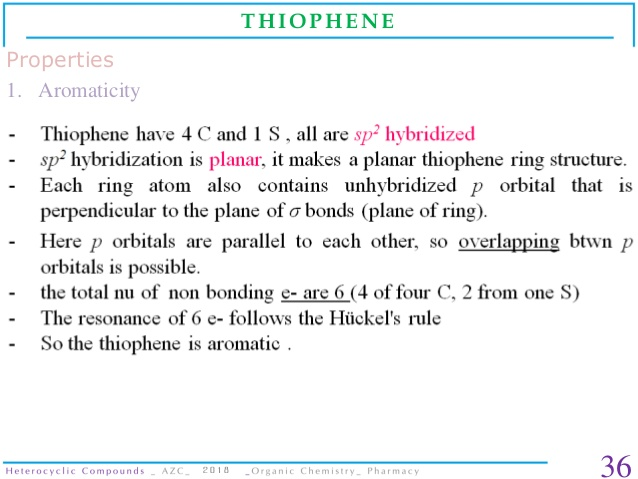 THIOPHENE
Properties
1. Aromaticity
- Thiophene have 4 C and 1 S , all are sp² hybridized
- sp² hybridization is planar, it makes a planar thiophene ring structure.
- Each ring atom also contains unhybridized p orbital that is
perpendicular to the plane of σ bonds (plane of ring).
- Here p orbitals are parallel to each other, so overlapping btwn p
orbitals is possible.
- the total nu of non bonding e- are 6 (4 of four C, 2 from one S)
- The resonance of 6 e- follows the Hückel's rule
- So the thiophene is aromatic .
Heterocyclic Compounds _ AZC_ 2018 _Organic Chemistry_ Pharmacy
36